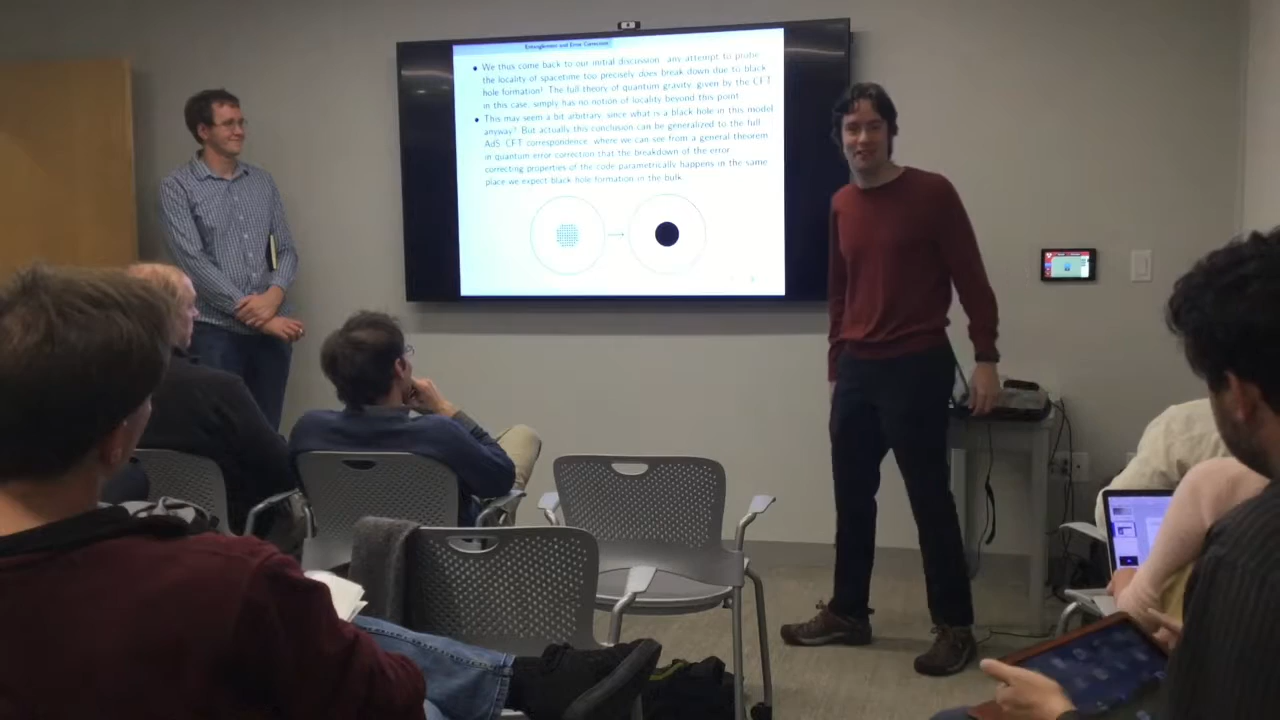 Entanglement and Error Correction
• We thus come back to our initial discussion: any attempt to probe
the locality of spacetime too precisely does break down due to black
hole formation! The full theory of quantum gravity, given by the CFT
in this case, simply has no notion of locality beyond this point.
• This may seem a bit arbitrary, since what is a black hole in this model
anyway? But actually this conclusion can be generalized to the full
AdS CFT correspondence, where we can see from a general theorem
in quantum error correction that the breakdown of the error
correcting properties of the code parametrically happens in the same
place we expect black hole formation in the bulk.